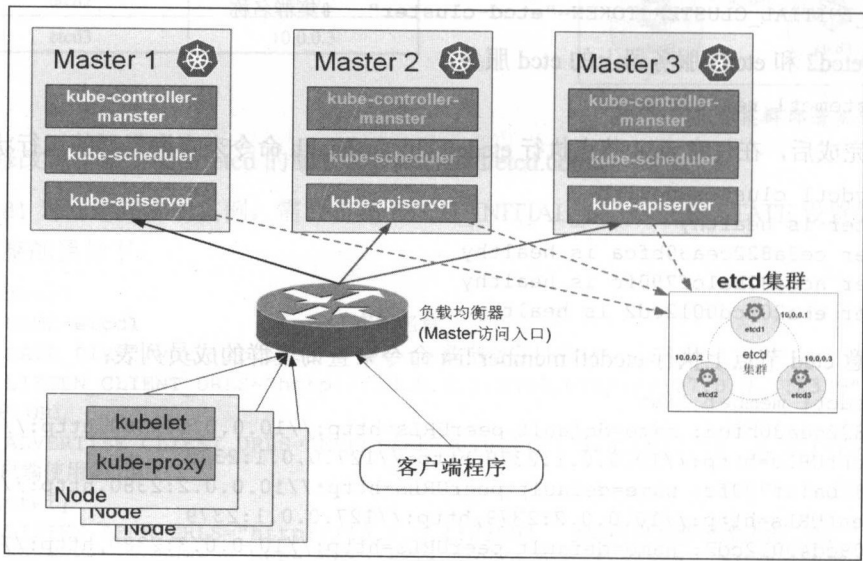 Master 1
kube-controller-
manster
kube-scheduler
kube-apiserver
Master 2
kube-controller-
manster
kube-scheduler
kube-apiserver
Master 3
kube-controller-
manster
kube-scheduler
kube-apiserver
负载均衡器
(Master访问入口)
etcd集群
etcd1
10.0.0.1
10.0.0.2
etcd
集群
10.0.0.3
etcd2
etcd3
kubelet
kube-proxy
Node
Node
Node
客户端程序